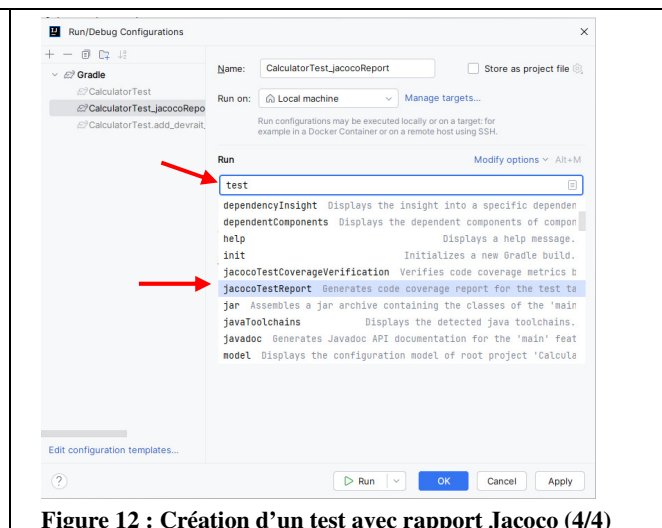 Run/Debug Configurations
Gradle
CalculatorTest
CalculatorTest_jacocoRepo
CalculatorTest.add_devrait_
Edit configuration templates...
Name: CalculatorTest_jacocoReport Store as project file
Run on: Local machine Manage targets...
Run configurations may be executed locally or on a target: for
example in a Docker Container or on a remote host using SSH.
Run Modify options Alt+M
test
dependencyInsight Displays the insight into a specific dependen
dependentComponents Displays the dependent components of compon
help Displays a help message.
init Initializes a new Gradle build.
jacocoTestCoverageVerification Verifies code coverage metrics b
jacocoTestReport Generates code coverage report for the test ta
jar Assembles a jar archive containing the classes of the 'main
javaToolchains Displays the detected java toolchains.
javadoc Generates Javadoc API documentation for the 'main' feat
model Displays the configuration model of root project 'Calcula
? Run OK Cancel Apply
Figure 12 : Création d'un test avec rapport Jacoco (4/4)